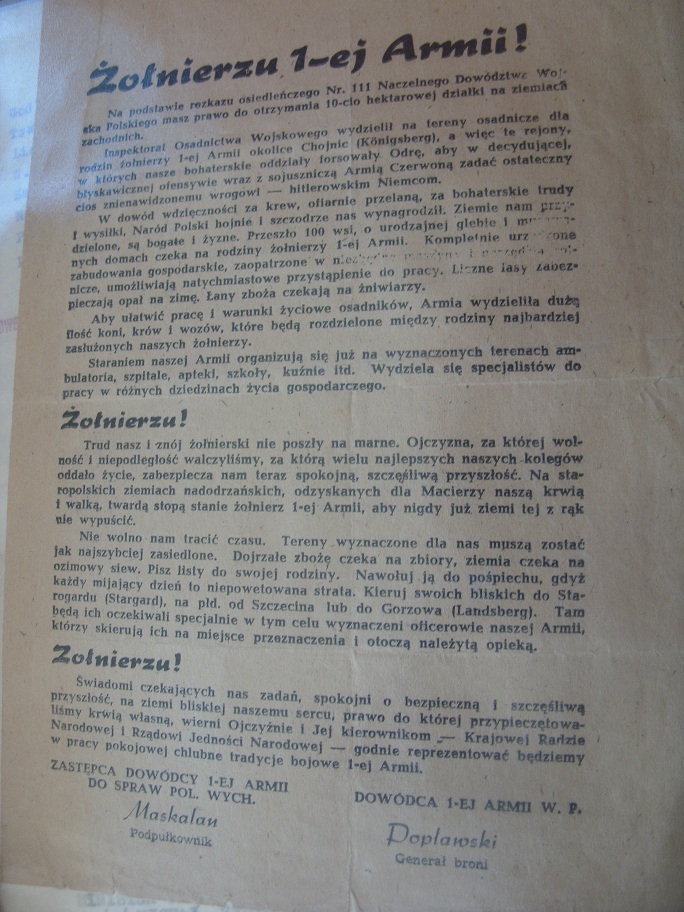 Żołnierzu 1-ej Armii!
Na podstawie rozkazu osiedleńczego Nr. 111 Naczelnego Dowództwa Woj-
ska Polskiego masz prawo do otrzymania 10-cio hektarowej działki na ziemiach
zachodnich.
Inspektorat Osadnictwa Wojskowego wydzielił na tereny osadnicze dla
rodzin żołnierzy 1-ej Armii okolice Chojnic (Königsberg), a więc te rejony,
w których nasze bohaterskie oddziały forsowały Odrę, aby w decydującej,
błyskawicznej ofensywie wraz z sojuszniczą Armią Czerwoną zadać ostateczny
cios znienawidzonemu wrogowi — hitlerowskim Niemcom.
W dowód wdzięczności za krew, ofiarnie przelaną, za bohaterskie trudy
i wysiłki, Naród Polski hojnie i szczodrze nas wynagrodził. Ziemie nam przy-
dzielone, są bogate i żyzne. Przeszło 100 wsi, o urodzajnej glebie i
nych domach czeka na rodziny żołnierzy 1-ej Armii. Kompletnie
zabudowania gospodarskie, zaopatrzone w
nicze, umożliwiają natychmiastowe przystąpienie do pracy. Liczne lasy zabez-
pieczają opał na zimę. Łany zboża czekają na żniwiarzy.
Aby ułatwić pracę i warunki życiowe osadników, Armia wydzieliła dużą
ilość koni, krów i wozów, które będą rozdzielone między rodziny najbardziej
zasłużonych naszych żołnierzy.
Staraniem naszej Armii organizują się już na wyznaczonych terenach am-
bulatoria, szpitale, apteki, szkoły, kuźnie itd. Wydziela się specjalistów do
pracy w różnych dziedzinach życia gospodarczego.
Żołnierzu!
Trud nasz i znój żołnierski nie poszły na marne. Ojczyzna, za której wol-
ność i niepodległość walczyliśmy, za którą wielu najlepszych naszych kolegów
oddało życie, zabezpiecza nam teraz spokojną, szczęśliwą przyszłość. Na sta-
ropolskich ziemiach nadodrzańskich, odzyskanych dla Macierzy naszą krwią
i walką, twardą stopą stanie żołnierz 1-ej Armii, aby nigdy już ziemi tej z rąk
nie wypuścić.
Nie wolno nam tracić czasu. Tereny wyznaczone dla nas muszą zostać
jak najszybciej zasiedlone. Dojrzałe zboże czeka na zbiory, ziemia czeka na
ozimowy siew. Pisz listy do swojej rodziny. Nawołuj ją do pośpiechu, gdyż
każdy mijający dzień to niepowetowana strata. Kieruj swoich bliskich do Sta-
rogardu (Stargard), na płd. od Szczecina lub do Gorzowa (Landsberg). Tam
będą ich oczekiwali specjalnie w tym celu wyznaczeni oficerowie naszej Armii,
którzy skierują ich na miejsce przeznaczenia i otoczą należytą opieką.
Żołnierzu!
Świadomi czekających nas zadań, spokojni o bezpieczną i szczęśliwą
przyszłość, na ziemi bliskiej naszemu sercu, prawo do której przypieczętowa-
liśmy krwią własną, wierni Ojczyźnie i Jej kierownikom — Krajowej Radzie
Narodowej i Rządowi Jedności Narodowej — godnie reprezentować będziemy
w pracy pokojowej chlubne tradycje bojowe 1-ej Armii.
ZASTĘPCA DOWÓDCY 1-EJ ARMII
DO SPRAW POL. WYCH.
Maskalan
Podpułkownik
DOWÓDCA 1-EJ ARMII W. P.
Popławski
Generał broni